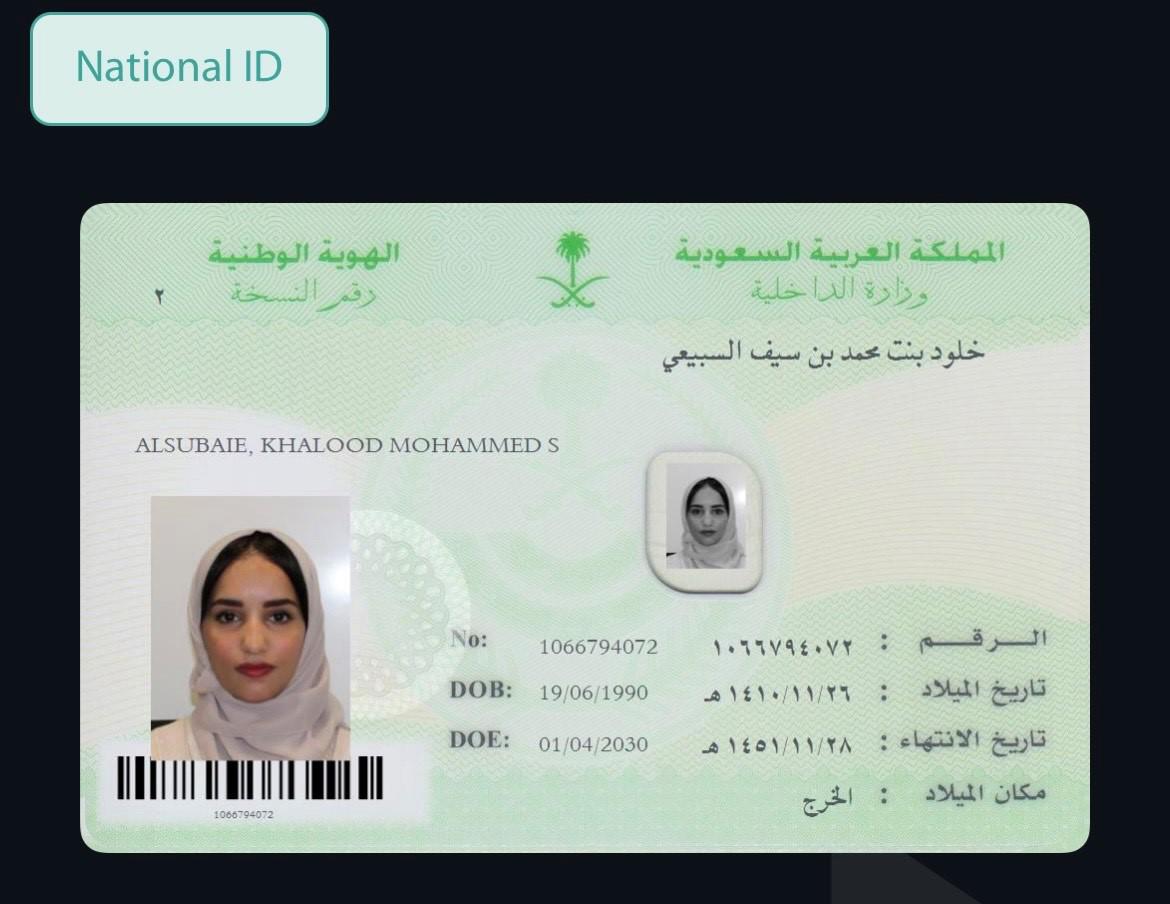 National ID
المملكة العربية السعودية
الهوية الوطنية
وزارة الداخلية
رقم النسخة ٢
خلود بنت محمد بن سيف السبيعي
ALSUBAIE, KHALOOD MOHAMMED S
No: 1066794072 الرقم : ١٠٦٦٧٩٤٠٧٢
DOB: 19/06/1990 تاريخ الميلاد : ١٤١٠/١١/٢٦ هـ
DOE: 01/04/2030 تاريخ الانتهاء : ١٤٥١/١١/٢٨ هـ
مكان الميلاد : الخرج
1066794072